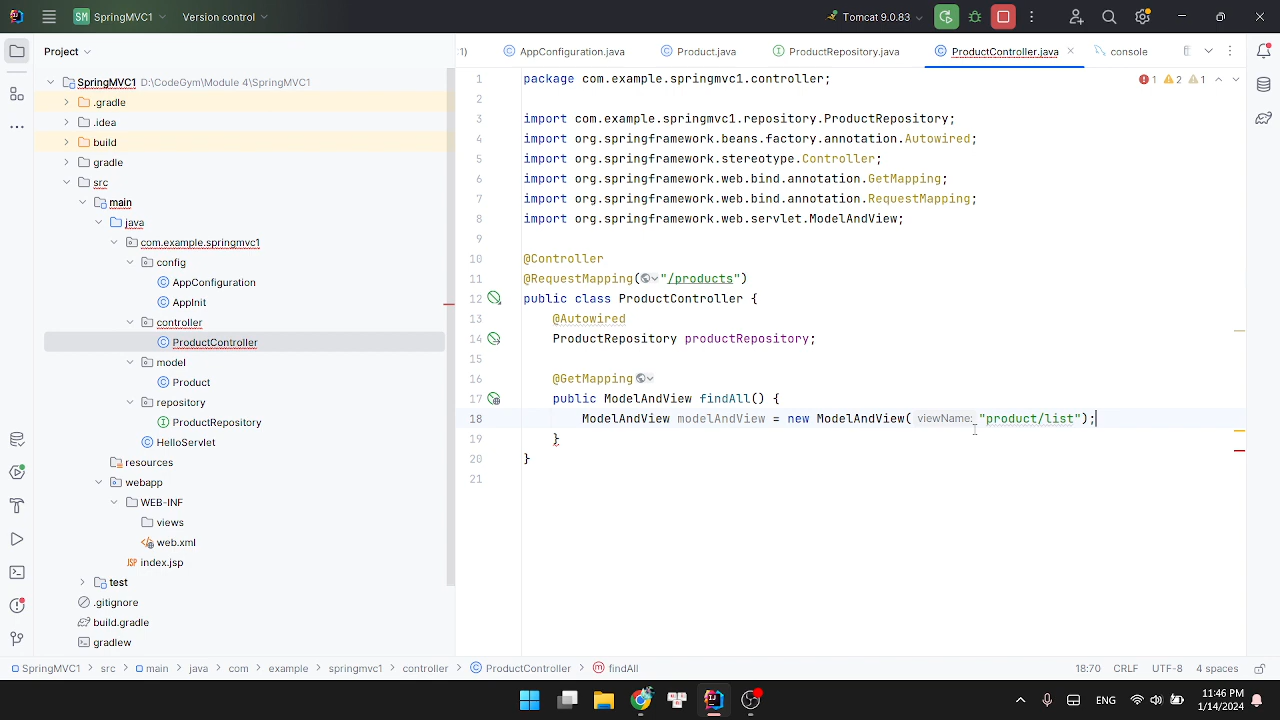 SM SpringMVC1 Version control Tomcat 9.0.83
Project
:1) AppConfiguration.java Product.java ProductRepository.java ProductController.java console
SpringMVC1 D:\CodeGym\Module 4\SpringMVC1
.gradle
.idea
build
gradle
src
main
java
com.example.springmvc1
config
AppConfiguration
AppInit
controller
ProductController
model
Product
repository
ProductRepository
HelloServlet
resources
webapp
WEB-INF
views
web.xml
index.jsp
test
.gitignore
build.gradle
gradlew
1 package com.example.springmvc1.controller;
2
3 import com.example.springmvc1.repository.ProductRepository;
4 import org.springframework.beans.factory.annotation.Autowired;
5 import org.springframework.stereotype.Controller;
6 import org.springframework.web.bind.annotation.GetMapping;
7 import org.springframework.web.bind.annotation.RequestMapping;
8 import org.springframework.web.servlet.ModelAndView;
9
10 @Controller
11 @RequestMapping("/products")
12 public class ProductController {
13 @Autowired
14 ProductRepository productRepository;
15
16 @GetMapping
17 public ModelAndView findAll() {
18 ModelAndView modelAndView = new ModelAndView( viewName: "product/list");
19 }
20 }
21
1 2 1
SpringMVC1 > src > main > java > com > example > springmvc1 > controller > ProductController > findAll
18:70 CRLF UTF-8 4 spaces
ENG
11:46 PM
1/14/2024